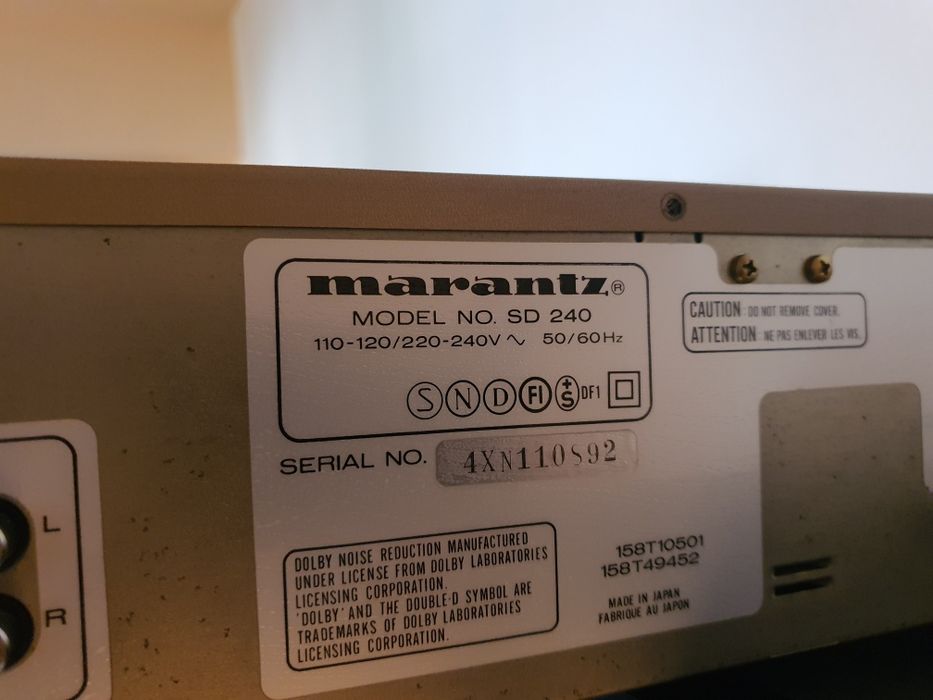 marantz®
MODEL NO. SD 240
110-120/220-240V ∿ 50/60Hz
S N D FI +S DF1
SERIAL NO. 4XN110892
CAUTION : DO NOT REMOVE COVER.
ATTENTION : NE PAS ENLEVER LES VIS.
L
R
DOLBY NOISE REDUCTION MANUFACTURED
UNDER LICENSE FROM DOLBY LABORATORIES
LICENSING CORPORATION.
'DOLBY' AND THE DOUBLE-D SYMBOL ARE
TRADEMARKS OF DOLBY LABORATORIES
LICENSING CORPORATION.
158T10501
158T49452
MADE IN JAPAN
FABRIQUE AU JAPON